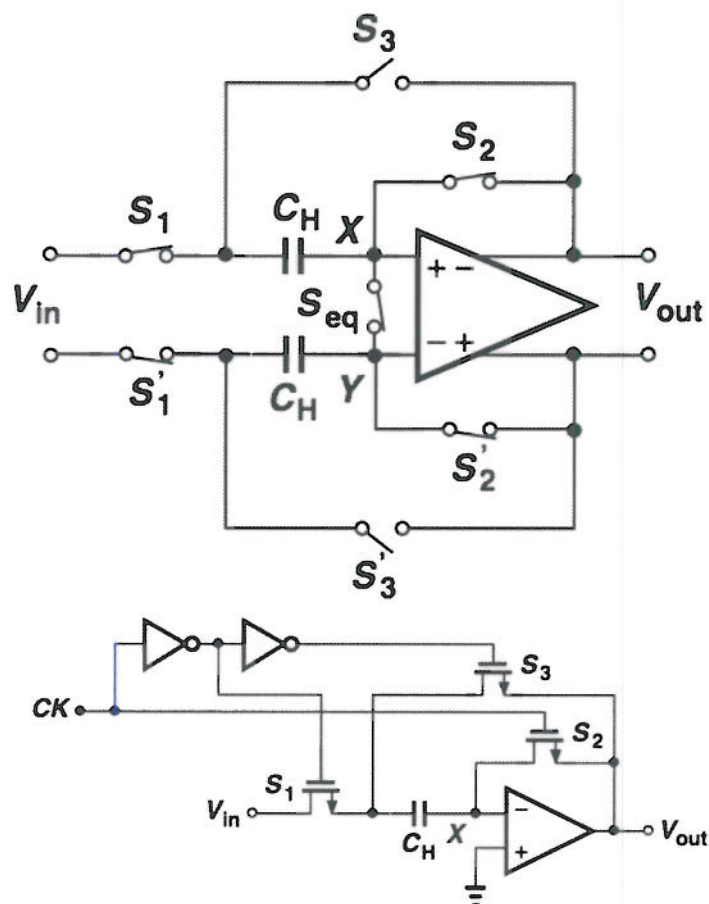 S3
S2
S1
CH
X
+ −
Vin
Seq
Vout
− +
S'1
CH
Y
S'2
S'3
S3
CK
S2
S1
Vin
CH
X
−
+
Vout